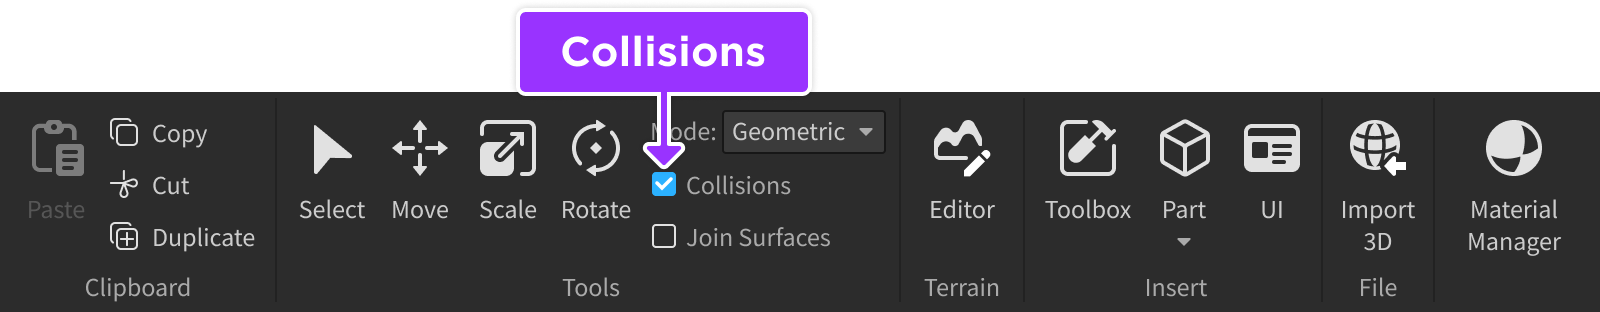 Collisions
Paste
Copy
Cut
Duplicate
Clipboard
Select
Move
Scale
Rotate
Mode: Geometric
Collisions
Join Surfaces
Tools
Editor
Terrain
Toolbox
Part
UI
Insert
Import
3D
File
Material
Manager